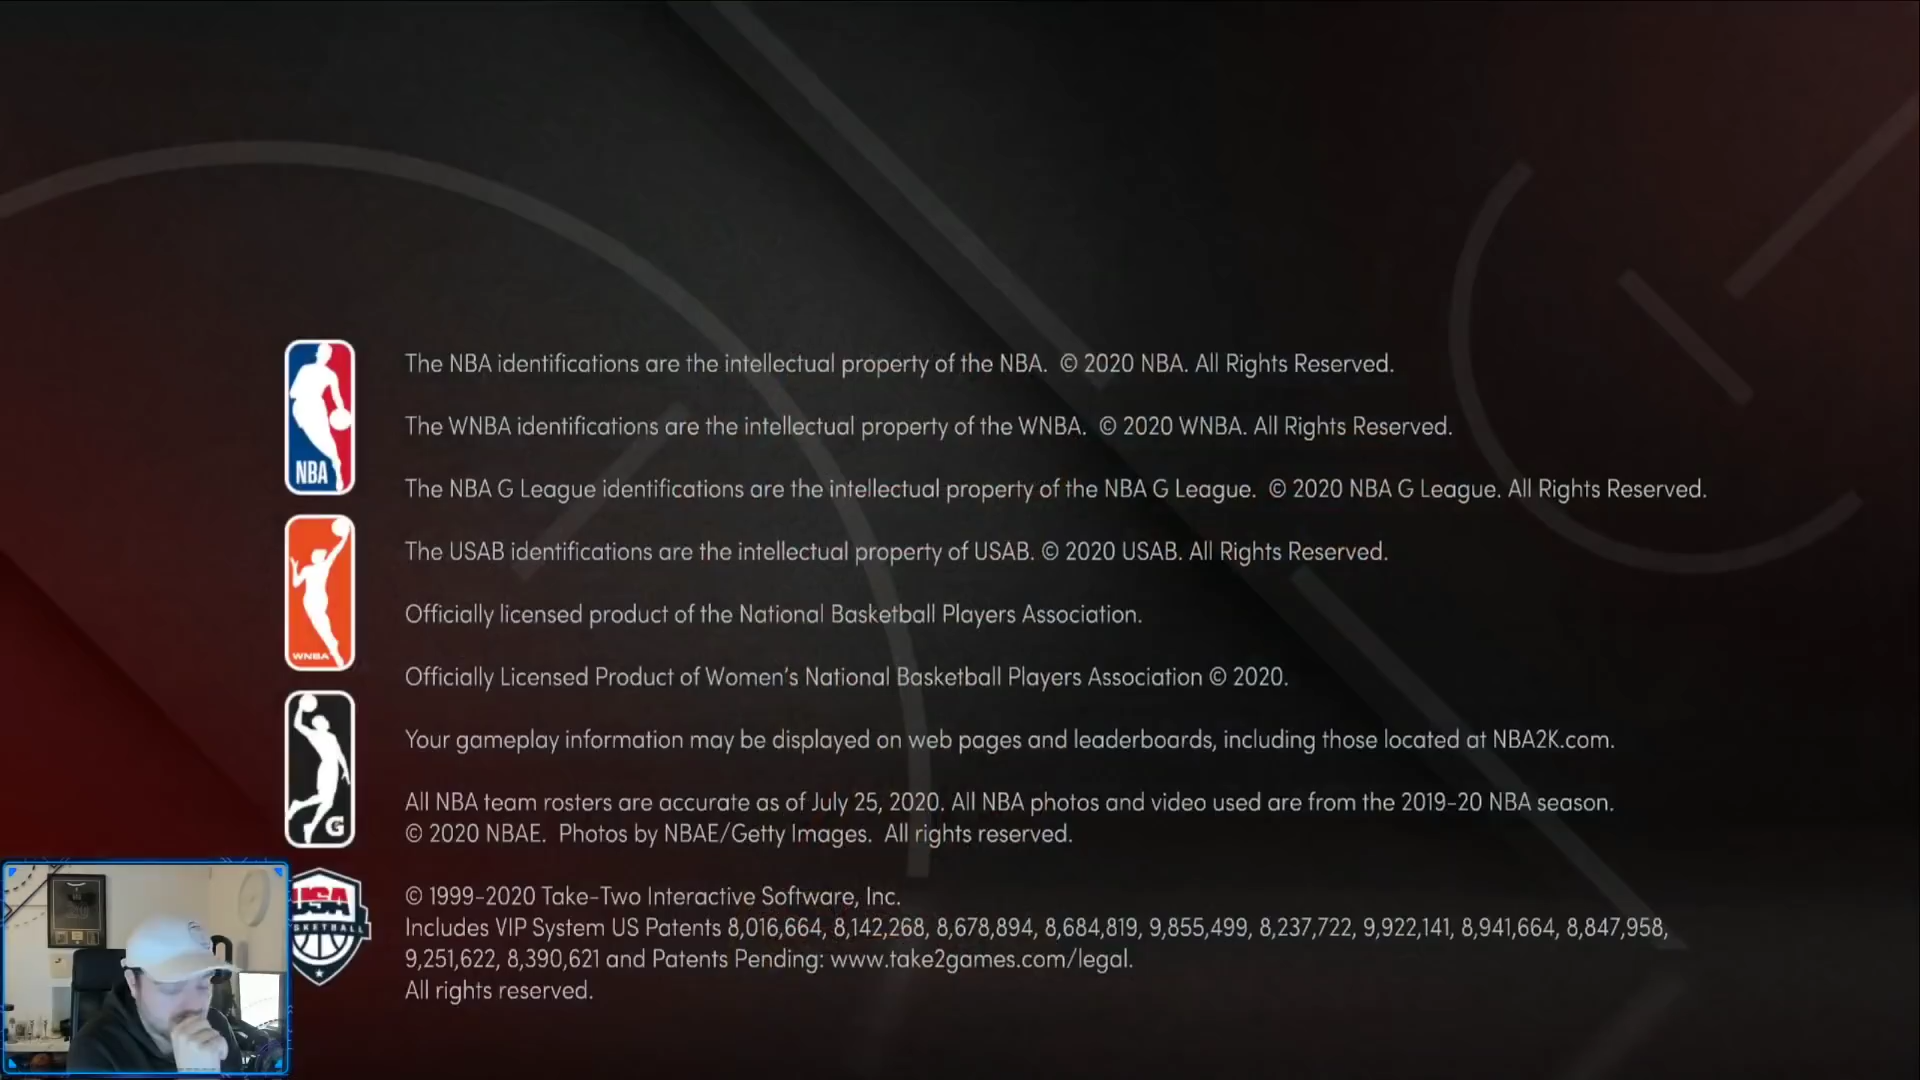 The NBA identifications are the intellectual property of the NBA. © 2020 NBA. All Rights Reserved.
The WNBA identifications are the intellectual property of the WNBA. © 2020 WNBA. All Rights Reserved.
The NBA G League identifications are the intellectual property of the NBA G League. © 2020 NBA G League. All Rights Reserved.
The USAB identifications are the intellectual property of USAB. © 2020 USAB. All Rights Reserved.
Officially licensed product of the National Basketball Players Association.
Officially Licensed Product of Women's National Basketball Players Association © 2020.
Your gameplay information may be displayed on web pages and leaderboards, including those located at NBA2K.com.
All NBA team rosters are accurate as of July 25, 2020. All NBA photos and video used are from the 2019-20 NBA season.
© 2020 NBAE. Photos by NBAE/Getty Images. All rights reserved.
© 1999-2020 Take-Two Interactive Software, Inc.
Includes VIP System US Patents 8,016,664, 8,142,268, 8,678,894, 8,684,819, 9,855,499, 8,237,722, 9,922,141, 8,941,664, 8,847,958,
9,251,622, 8,390,621 and Patents Pending: www.take2games.com/legal.
All rights reserved.
NBA
WNBA
G
USA